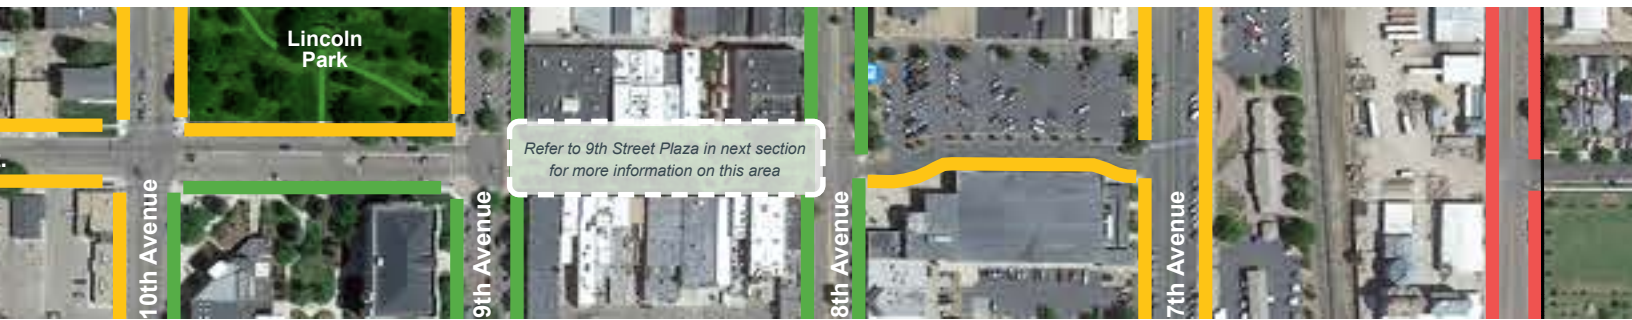 Lincoln
Park
Refer to 9th Street Plaza in next section
for more information on this area
10th Avenue
9th Avenue
8th Avenue
7th Avenue